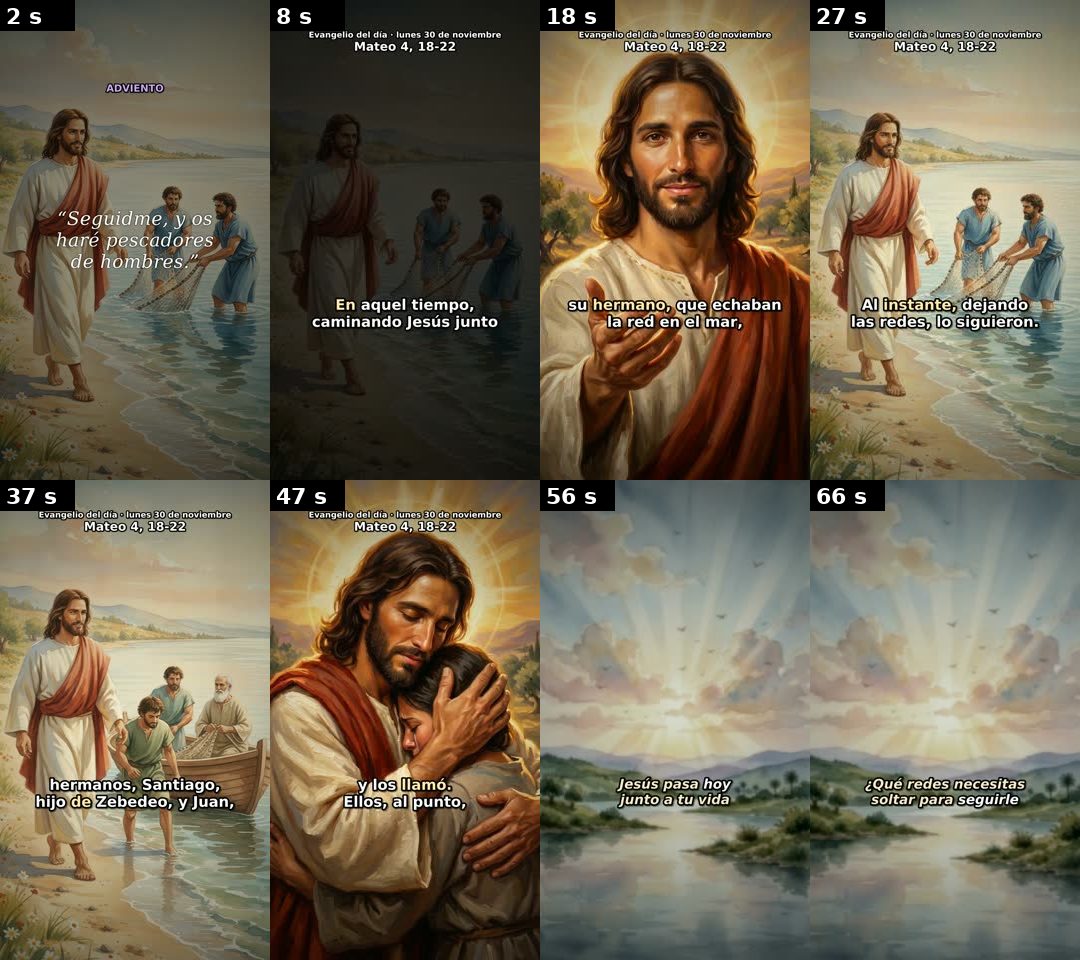 2 s
ADVIENTO
“Seguidme, y os
haré pescadores
de hombres.”
8 s
Evangelio del día · lunes 30 de noviembre
Mateo 4, 18-22
En aquel tiempo,
caminando Jesús junto
18 s
Evangelio del día · lunes 30 de noviembre
Mateo 4, 18-22
su hermano, que echaban
la red en el mar,
27 s
Evangelio del día · lunes 30 de noviembre
Mateo 4, 18-22
Al instante, dejando
las redes, lo siguieron.
37 s
Evangelio del día · lunes 30 de noviembre
Mateo 4, 18-22
hermanos, Santiago,
hijo de Zebedeo, y Juan,
47 s
Evangelio del día · lunes 30 de noviembre
Mateo 4, 18-22
y los llamó.
Ellos, al punto,
56 s
Jesús pasa hoy
junto a tu vida
66 s
¿Qué redes necesitas
soltar para seguirle